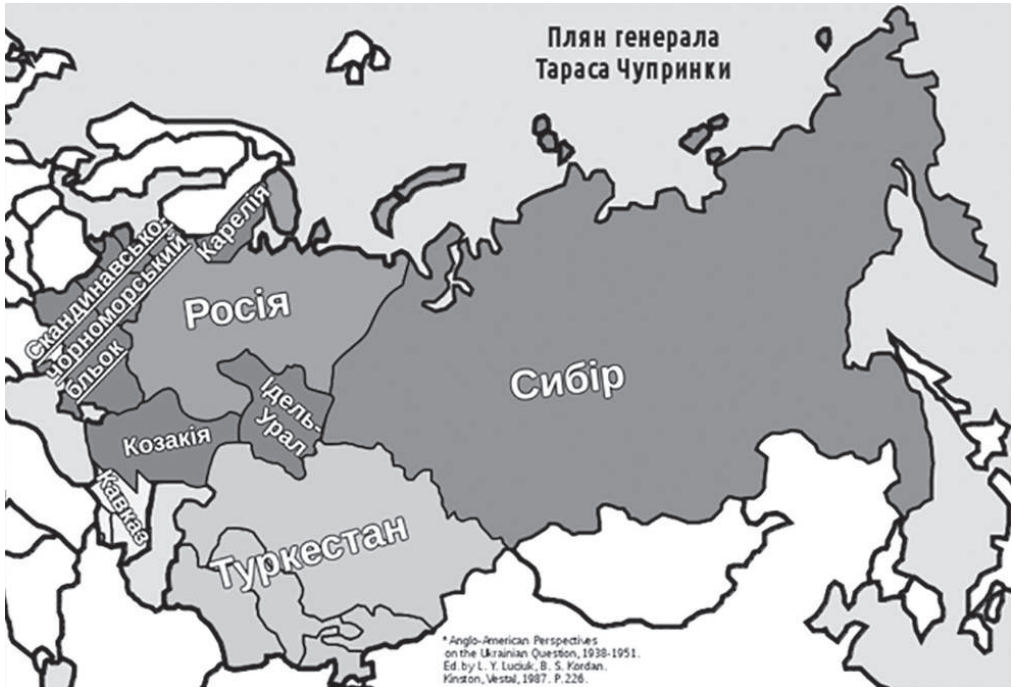 Плян генерала
Тараса Чупринки
Карелія
Скандинавсько-
чорноморський
бльок
Росія
Сибір
Ідель-
Урал
Козакія
Кавказ
Туркестан
* Anglo-American Perspectives
on the Ukrainian Question, 1938-1951.
Ed. by L. Y. Luciuk, B. S. Kordan.
Kinston, Vestal, 1987. P.226.